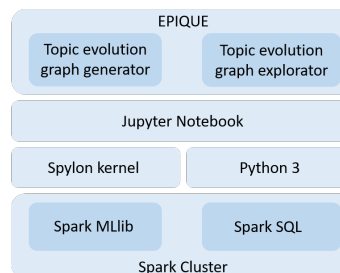 EPIQUE
Topic evolution
graph generator
Topic evolution
graph explorator
Jupyter Notebook
Spylon kernel
Python 3
Spark MLlib
Spark SQL
Spark Cluster